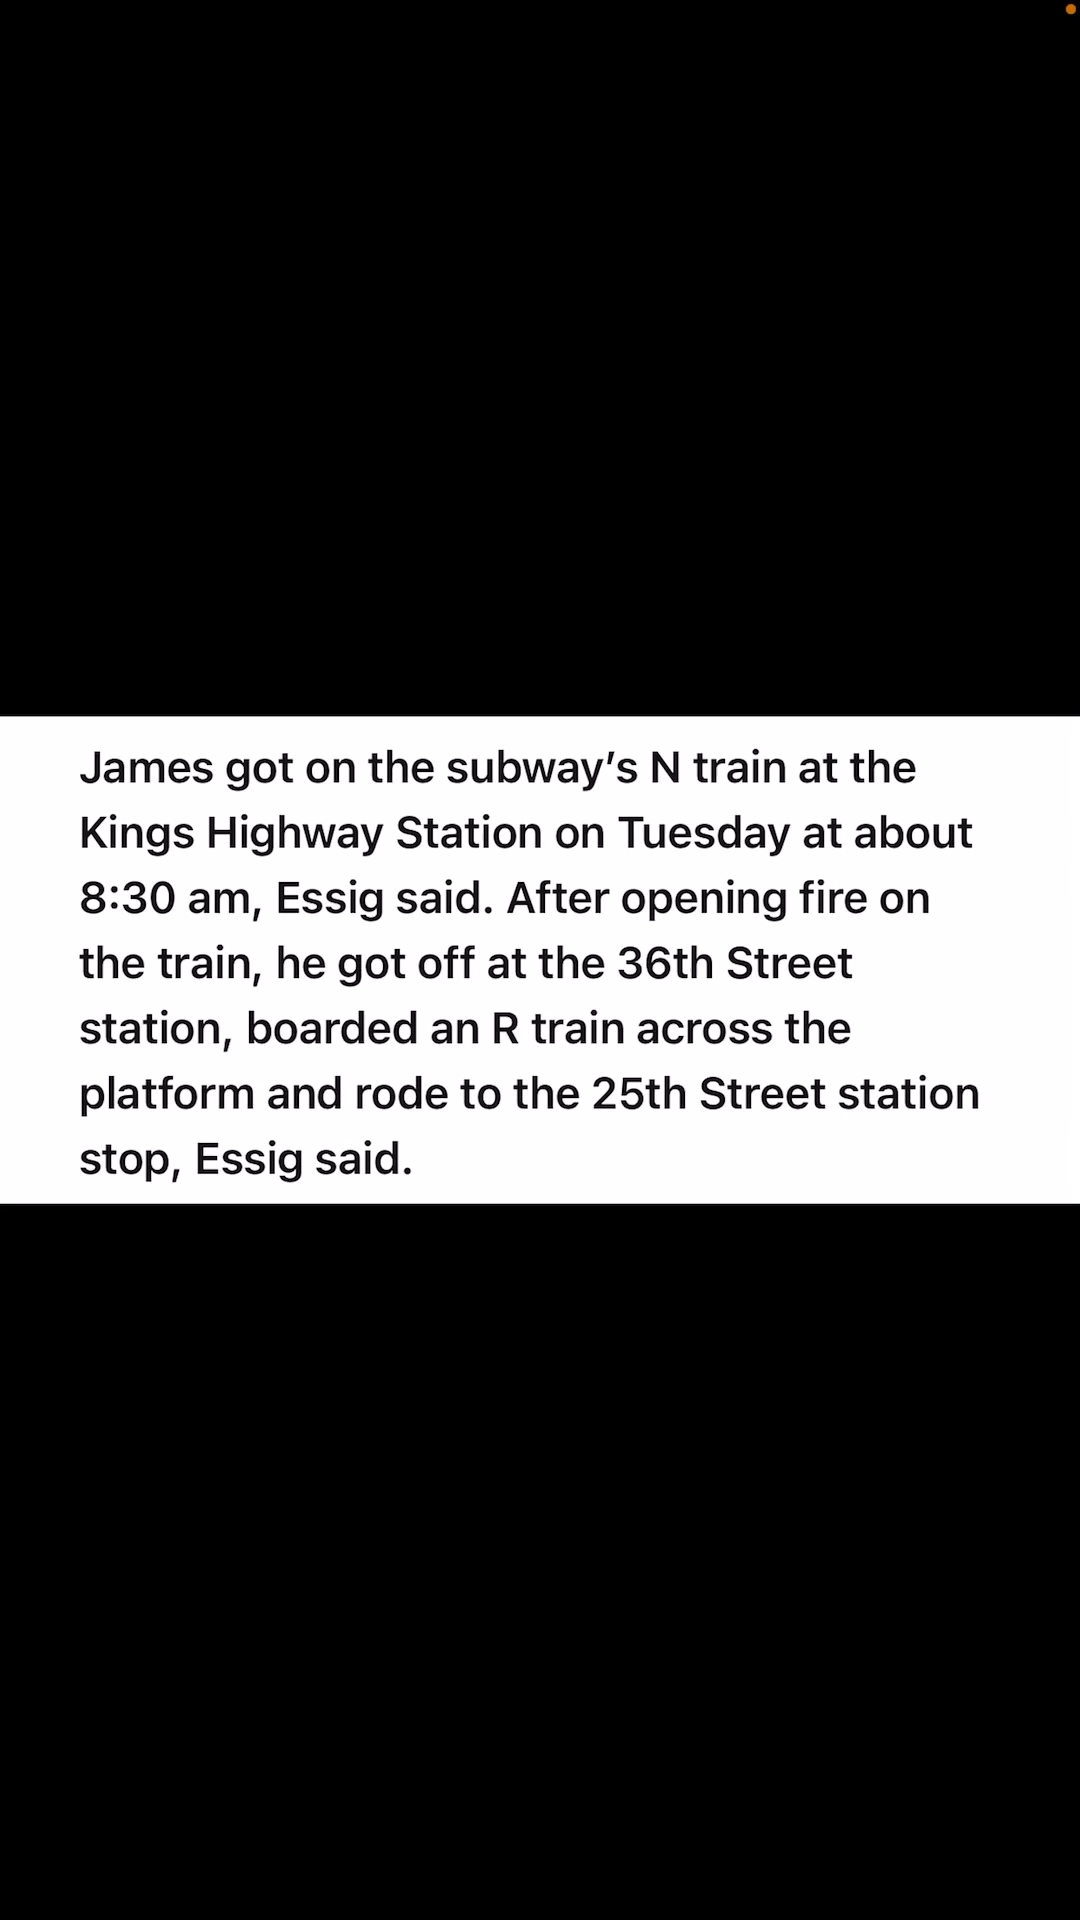 James got on the subway’s N train at the
Kings Highway Station on Tuesday at about
8:30 am, Essig said. After opening fire on
the train, he got off at the 36th Street
station, boarded an R train across the
platform and rode to the 25th Street station
stop, Essig said.